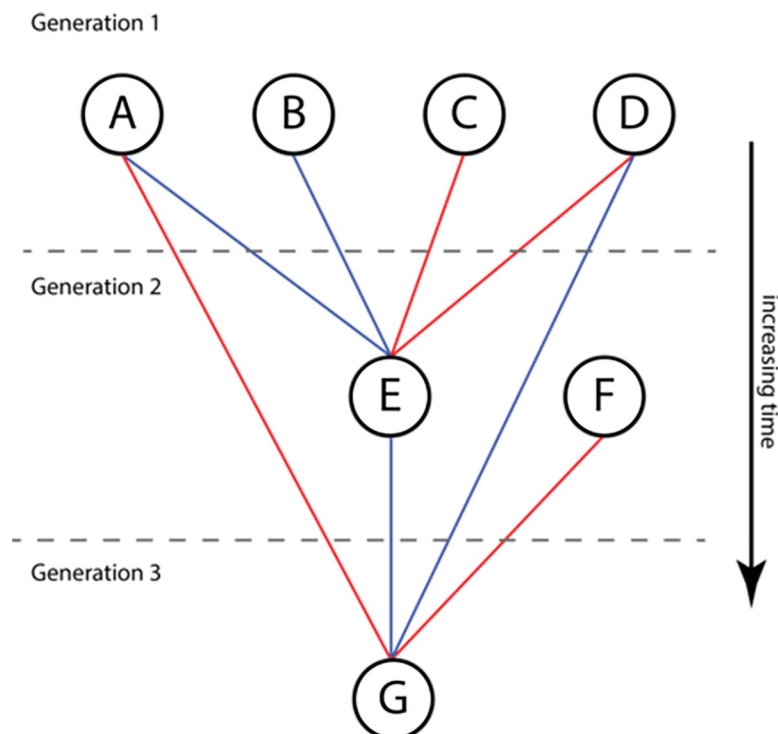 Generation 1
A
B
C
D
Generation 2
increasing time
E
F
Generation 3
G